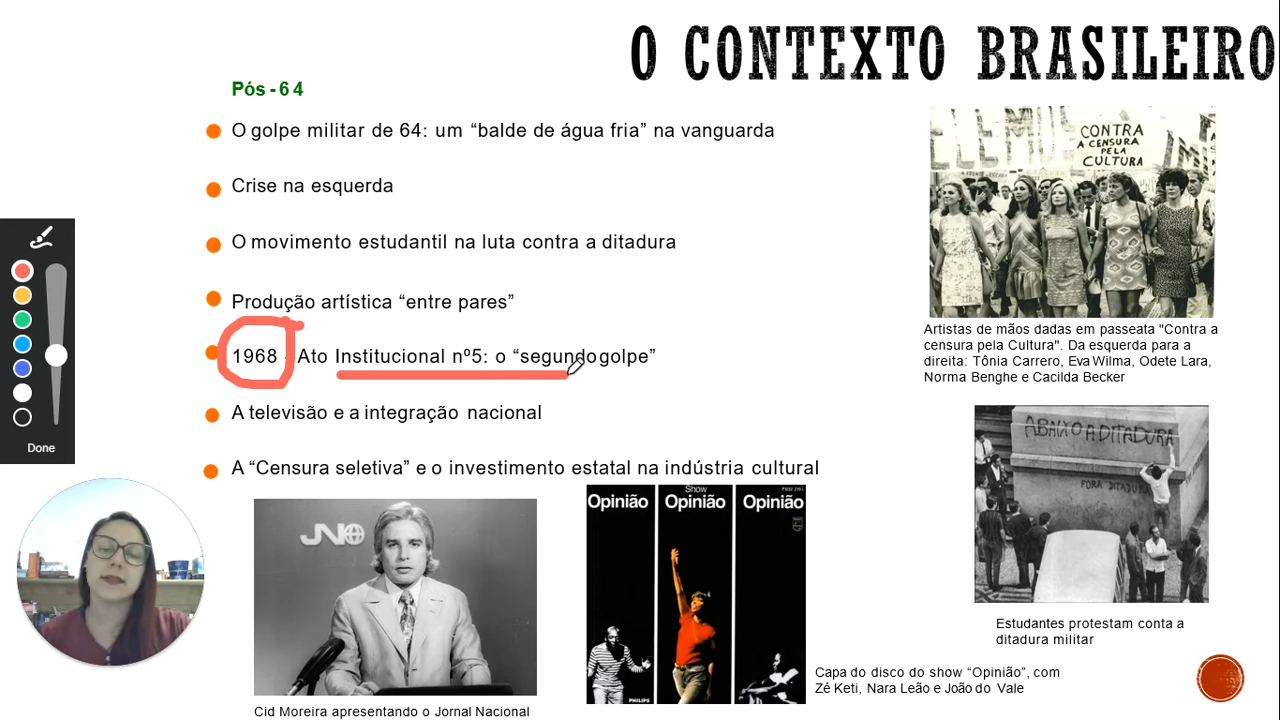 O CONTEXTO BRASILEIRO
Pós - 64
O golpe militar de 64: um “balde de água fria” na vanguarda
Crise na esquerda
O movimento estudantil na luta contra a ditadura
Produção artística “entre pares”
1968 - Ato Institucional nº5: o “segundo golpe”
A televisão e a integração nacional
A “Censura seletiva” e o investimento estatal na indústria cultural
Done
CONTRA
A CENSURA
PELA
CULTURA
Artistas de mãos dadas em passeata "Contra a
censura pela Cultura". Da esquerda para a
direita: Tônia Carrero, Eva Wilma, Odete Lara,
Norma Benghe e Cacilda Becker
ABAIXO A DITADURA
FORA DITADURA
Estudantes protestam conta a
ditadura militar
JN
Cid Moreira apresentando o Jornal Nacional
Show
Opinião Opinião Opinião
PHILIPS
Capa do disco do show “Opinião”, com
Zé Keti, Nara Leão e João do Vale